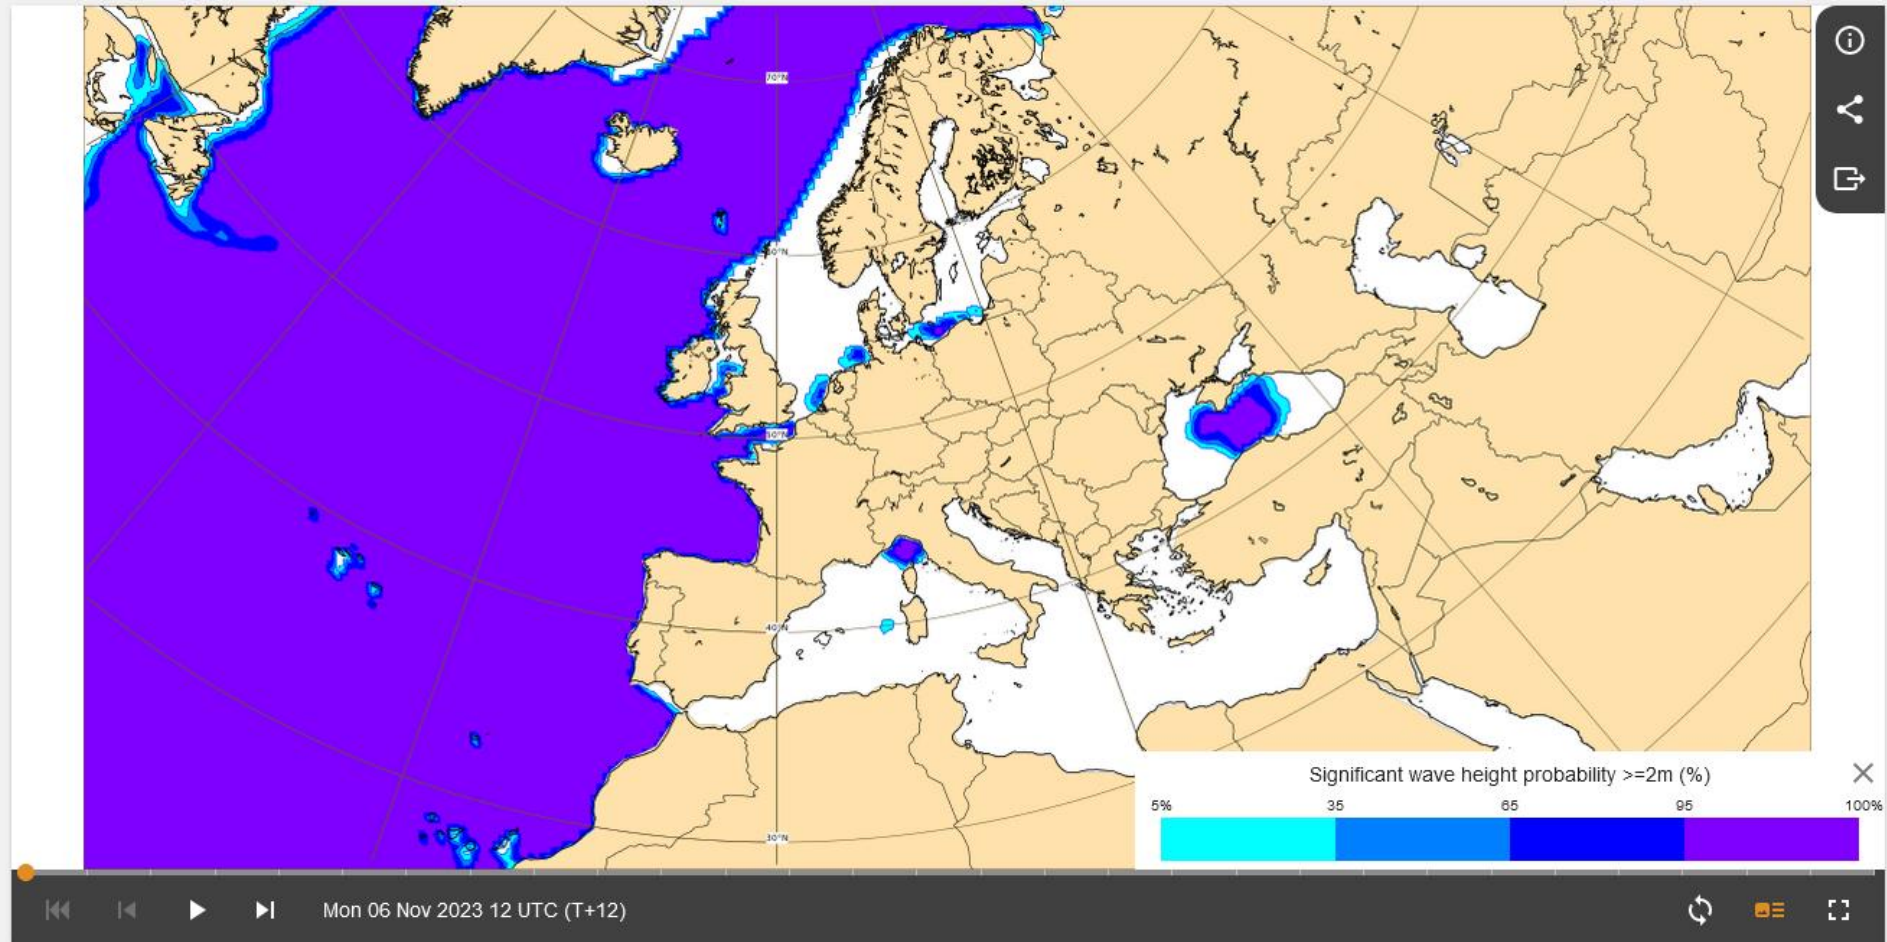 70°N
60°N
50°N
40°N
30°N
Significant wave height probability >=2m (%)
5% 35 65 95 100%
Mon 06 Nov 2023 12 UTC (T+12)